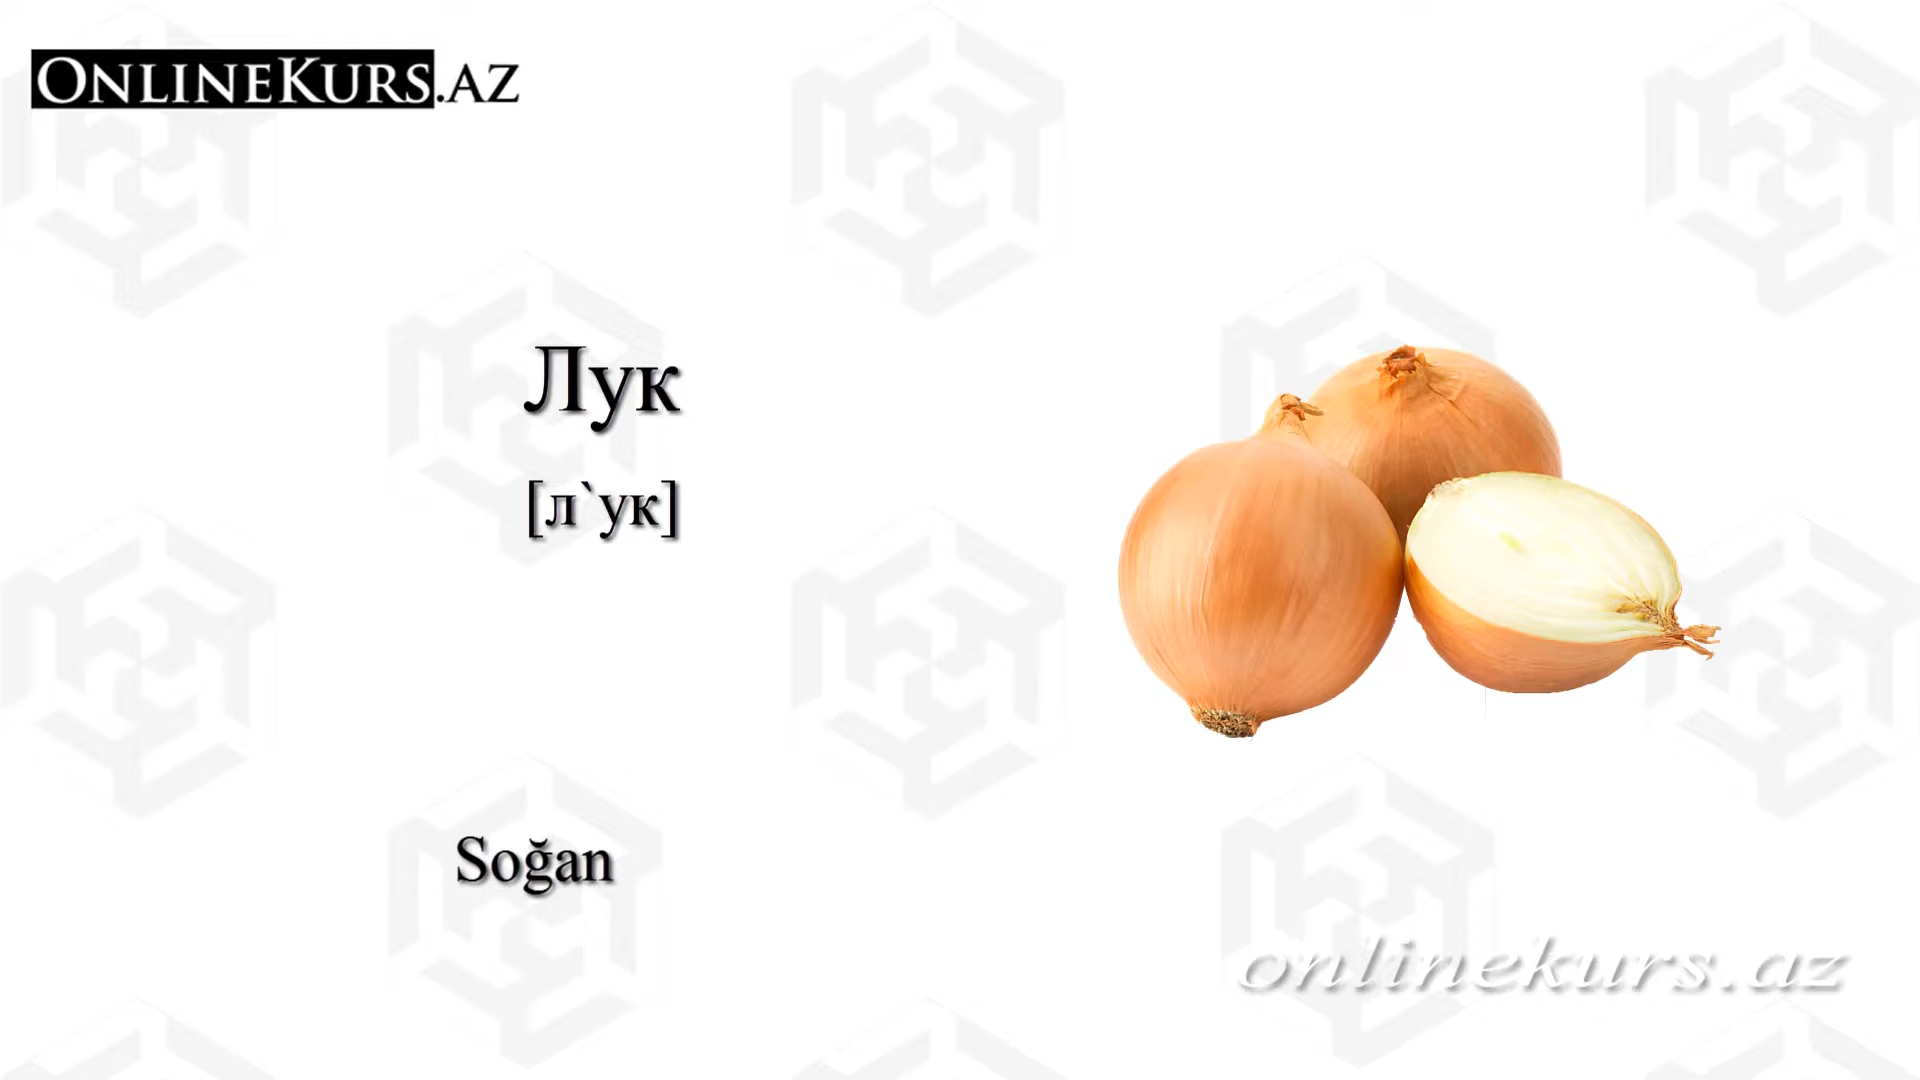 ONLINEKURS.AZ
Лук
[л`ук]
Soğan
onlinekurs.az